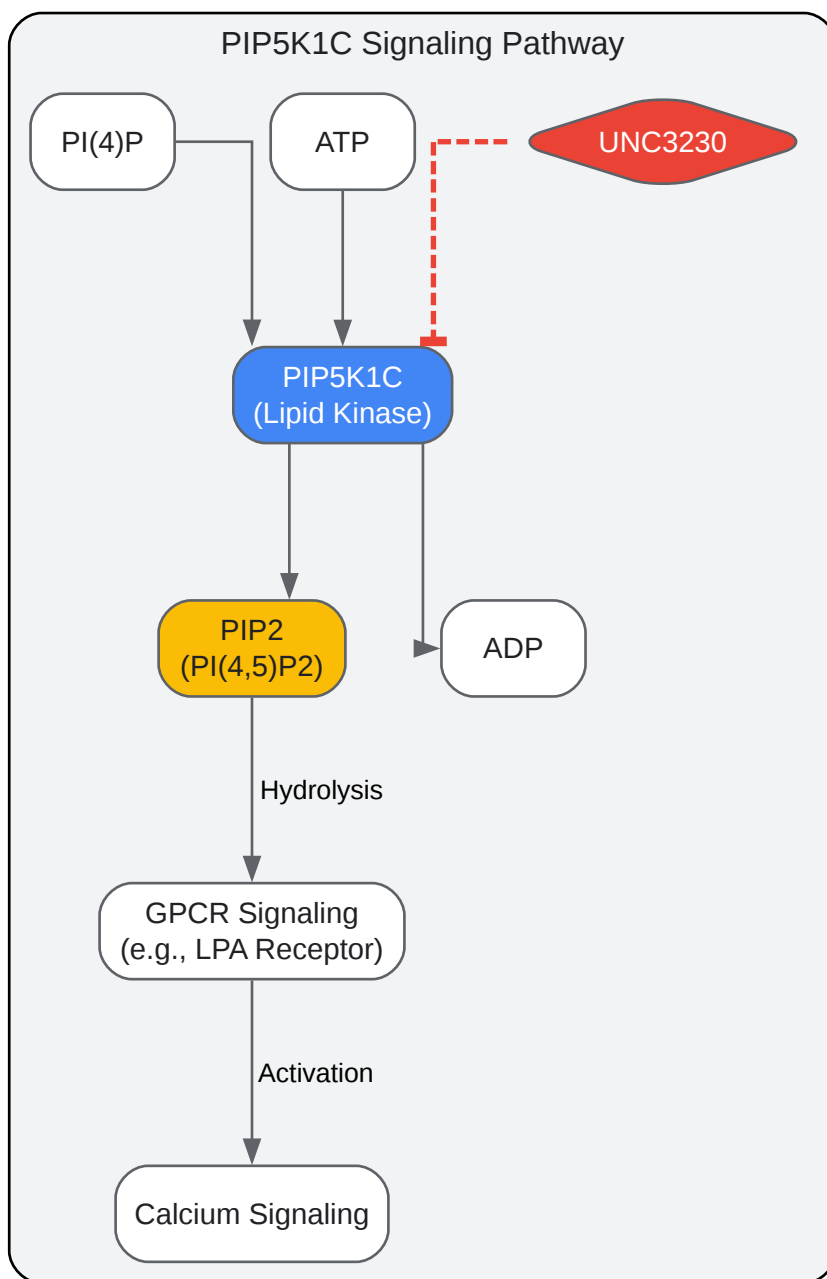 PIP5K1C Signaling Pathway
PI(4)P
ATP
UNC3230
PIP5K1C
(Lipid Kinase)
PIP2
(PI(4,5)P2)
ADP
Hydrolysis
GPCR Signaling
(e.g., LPA Receptor)
Activation
Calcium Signaling